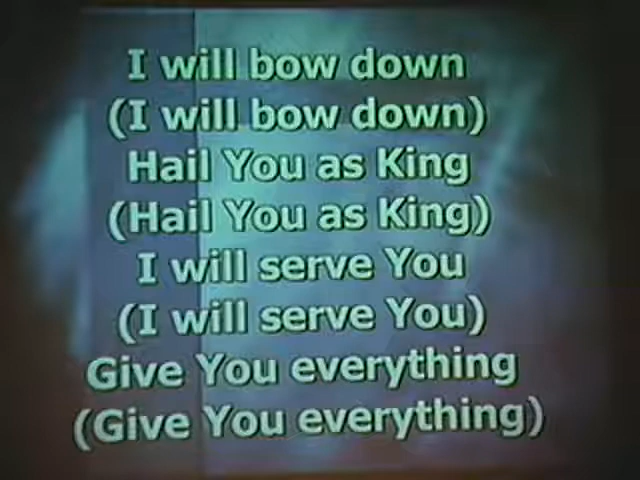 I will bow down
(I will bow down)
Hail You as King
(Hail You as King)
I will serve You
(I will serve You)
Give You everything
(Give You everything)